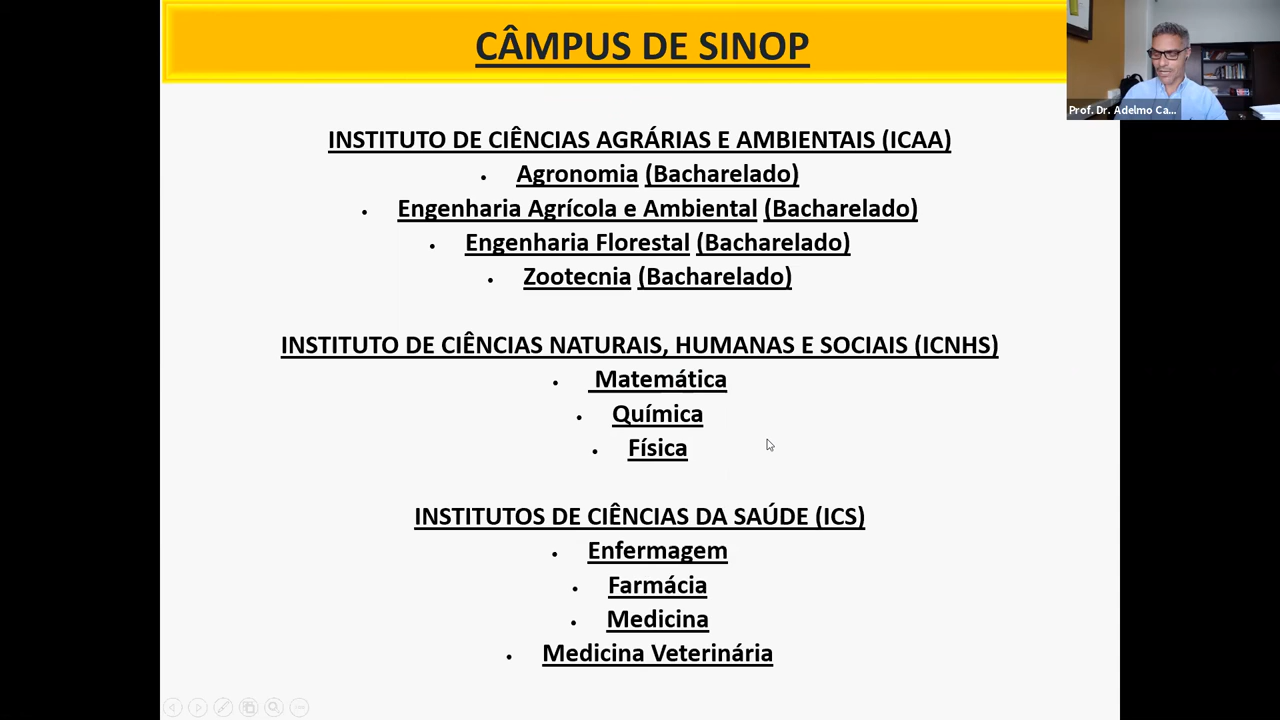 CÂMPUS DE SINOP
Prof. Dr. Adelmo Ca...
INSTITUTO DE CIÊNCIAS AGRÁRIAS E AMBIENTAIS (ICAA)
• Agronomia (Bacharelado)
• Engenharia Agrícola e Ambiental (Bacharelado)
• Engenharia Florestal (Bacharelado)
• Zootecnia (Bacharelado)
INSTITUTO DE CIÊNCIAS NATURAIS, HUMANAS E SOCIAIS (ICNHS)
• Matemática
• Química
• Física
INSTITUTOS DE CIÊNCIAS DA SAÚDE (ICS)
• Enfermagem
• Farmácia
• Medicina
• Medicina Veterinária